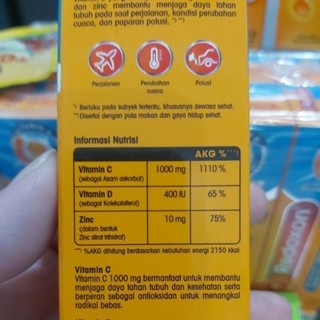 dan zinc membantu menjaga daya tahan
tubuh pada saat perjalanan, kondisi perubahan
cuaca, dan paparan polusi. *) **)
Perjalanan
Perubahan
cuaca
Polusi
*) Berlaku pada subyek tertentu, khususnya dewasa sehat.
**) Disertai dengan pola makan dan gaya hidup sehat.
Informasi Nutrisi
AKG %***)
Vitamin C 1000 mg 1110 %
(sebagai Asam askorbat)
Vitamin D 400 IU 65 %
(sebagai Kolekalsiferol)
Zinc 10 mg 75%
(dalam bentuk
Zinc sitrat trihidrat)
***) %AKG dihitung berdasarkan kebutuhan energi 2150 kkal
Vitamin C
Vitamin C 1000 mg bermanfaat untuk membantu
menjaga daya tahan tubuh dan kesehatan serta
berperan sebagai antioksidan untuk menangkal
radikal bebas.